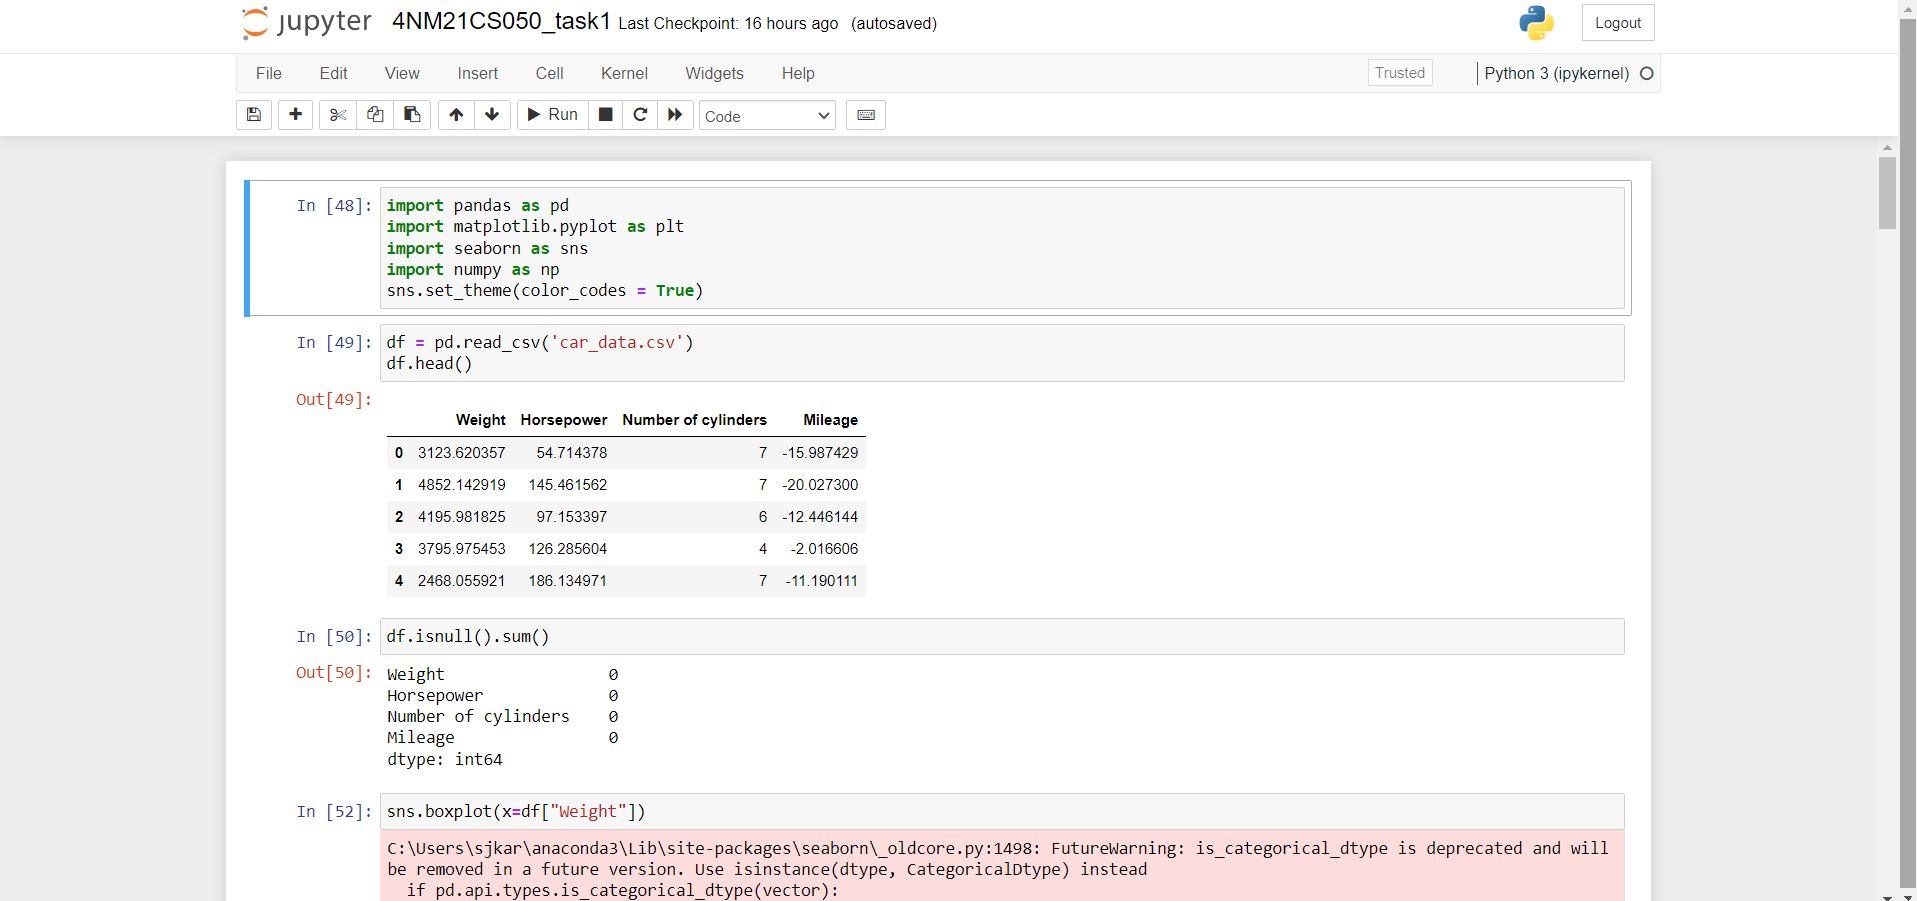 jupyter 4NM21CS050_task1 Last Checkpoint: 16 hours ago (autosaved) Logout
File Edit View Insert Cell Kernel Widgets Help Trusted Python 3 (ipykernel)
Run Code
In [48]: import pandas as pd
import matplotlib.pyplot as plt
import seaborn as sns
import numpy as np
sns.set_theme(color_codes = True)
In [49]: df = pd.read_csv('car_data.csv')
df.head()
Out[49]:
Weight Horsepower Number of cylinders Mileage
0 3123.620357 54.714378 7 -15.987429
1 4852.142919 145.461562 7 -20.027300
2 4195.981825 97.153397 6 -12.446144
3 3795.975453 126.285604 4 -2.016606
4 2468.055921 186.134971 7 -11.190111
In [50]: df.isnull().sum()
Out[50]: Weight 0
Horsepower 0
Number of cylinders 0
Mileage 0
dtype: int64
In [52]: sns.boxplot(x=df["Weight"])
C:\Users\sjkar\anaconda3\Lib\site-packages\seaborn\_oldcore.py:1498: FutureWarning: is_categorical_dtype is deprecated and will
be removed in a future version. Use isinstance(dtype, CategoricalDtype) instead
if pd.api.types.is_categorical_dtype(vector):